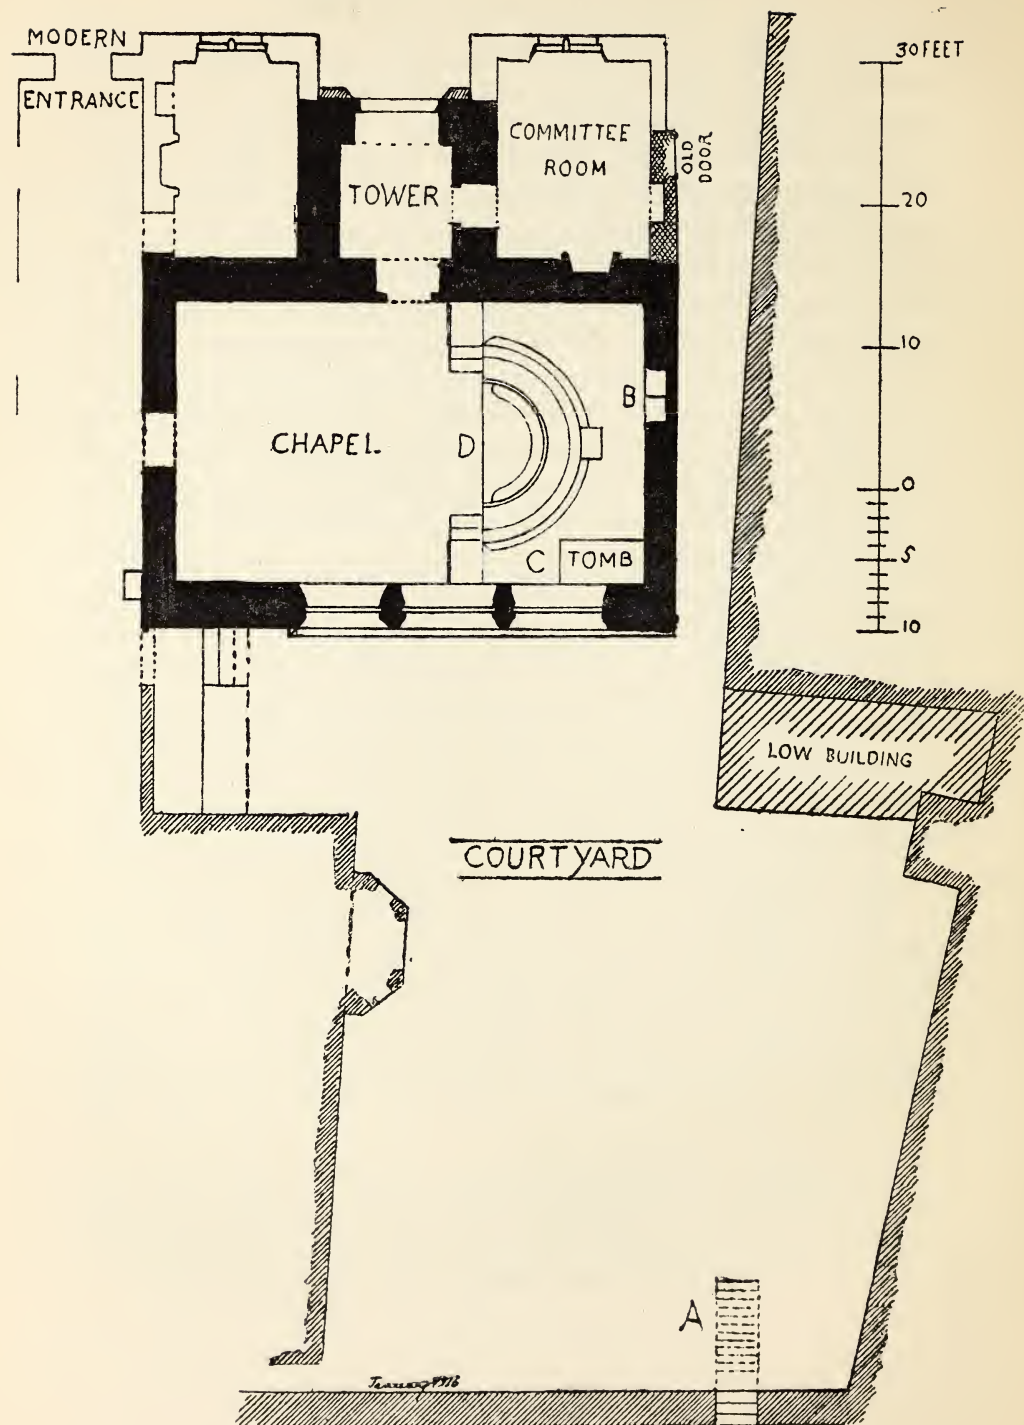 MODERN
ENTRANCE
30 FEET
COMMITTEE
ROOM
OLD
DOOR
TOWER
20
10
B
CHAPEL
D
0
C
TOMB
5
10
LOW BUILDING
COURTYARD
A